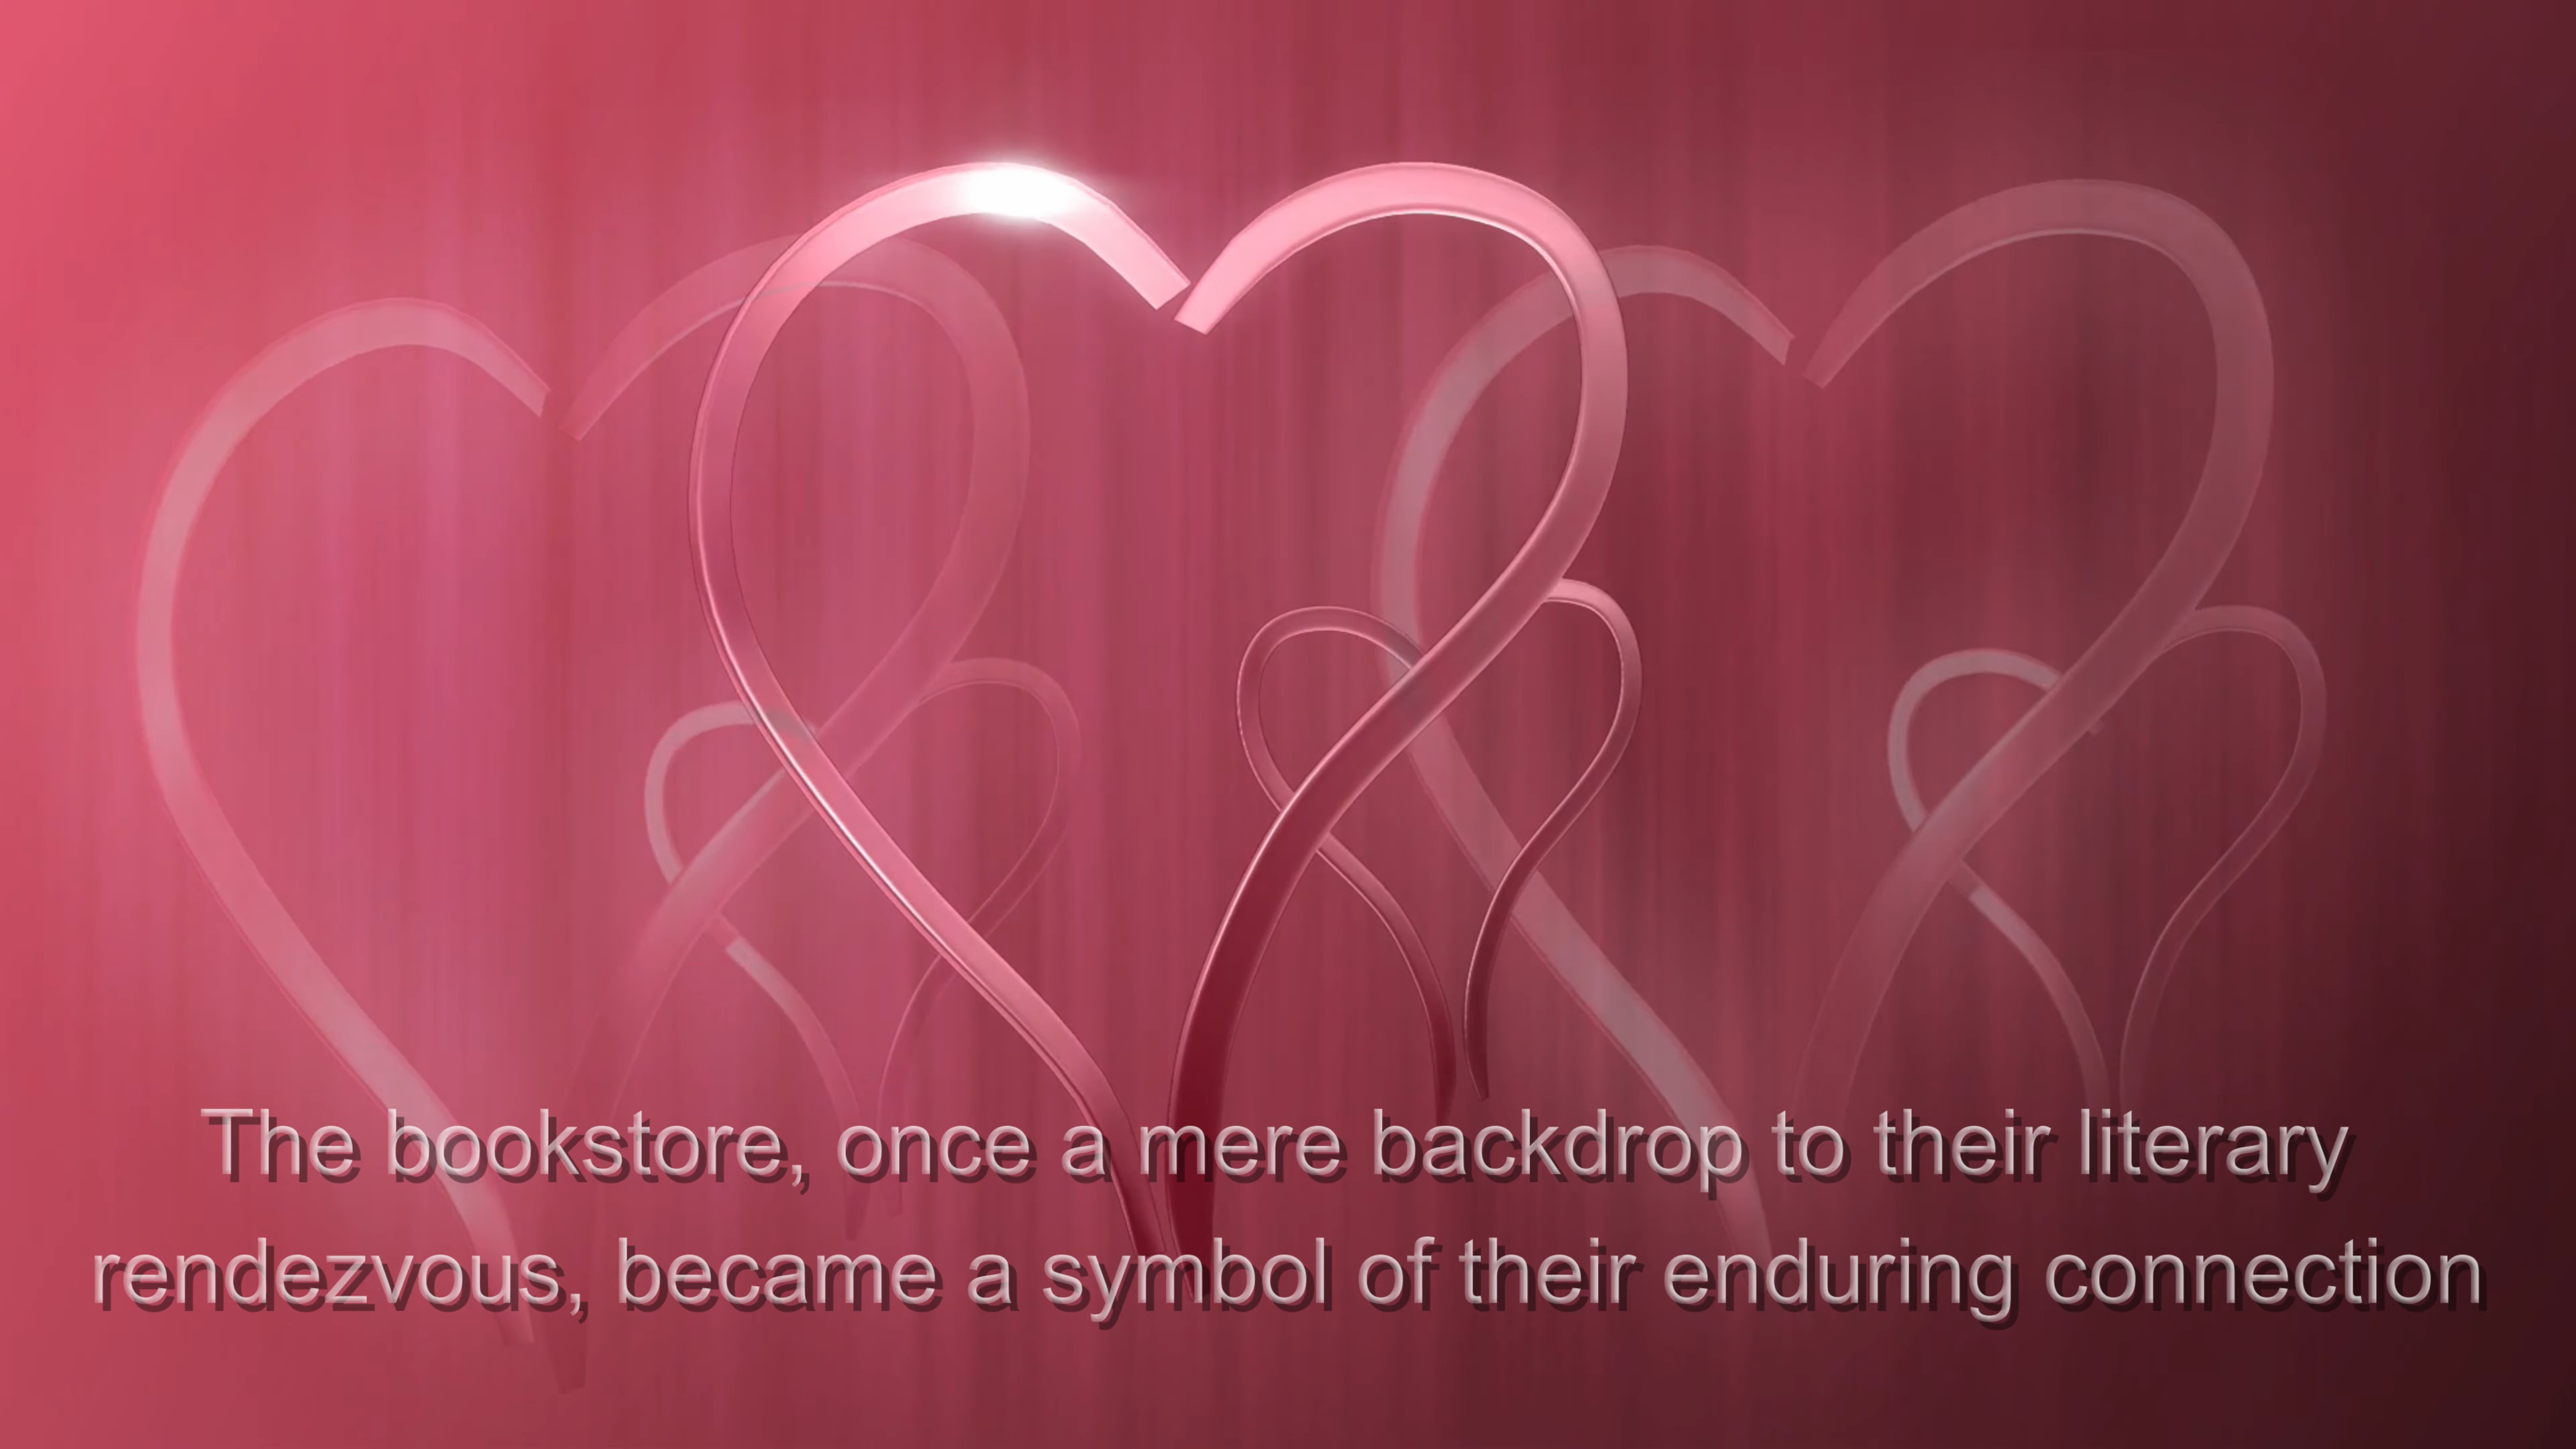 The bookstore, once a mere backdrop to their literary
rendezvous, became a symbol of their enduring connection